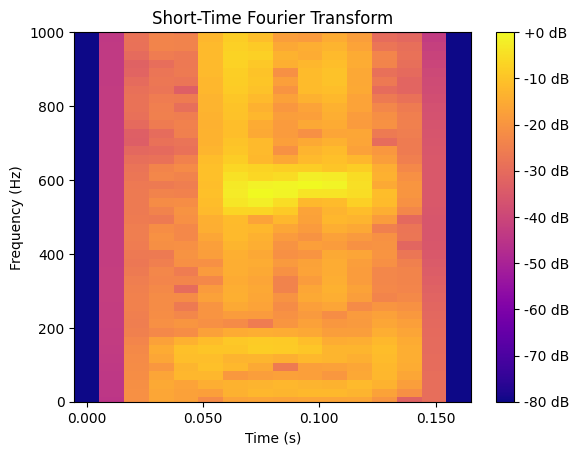 Short-Time Fourier Transform
1000
800
600
400
200
0
Frequency (Hz)
0.000
0.050
0.100
0.150
Time (s)
+0 dB
-10 dB
-20 dB
-30 dB
-40 dB
-50 dB
-60 dB
-70 dB
-80 dB